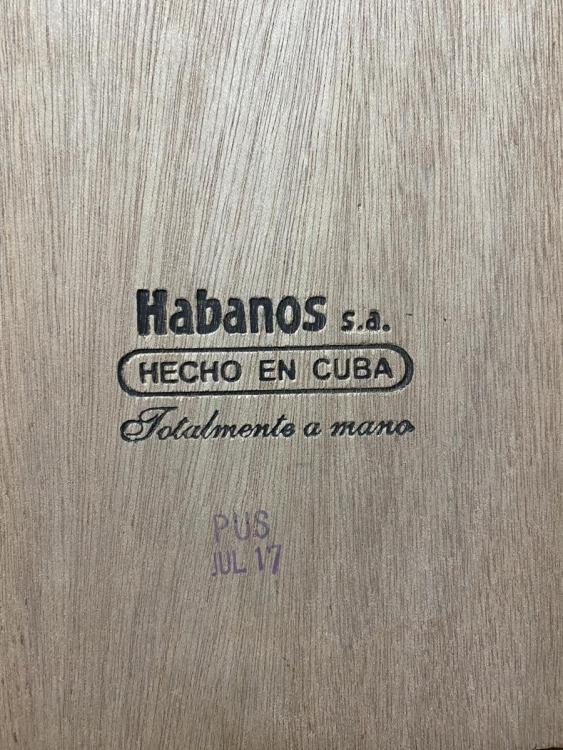 Habanos s.a.
HECHO EN CUBA
Totalmente a mano
PUS
JUL 17